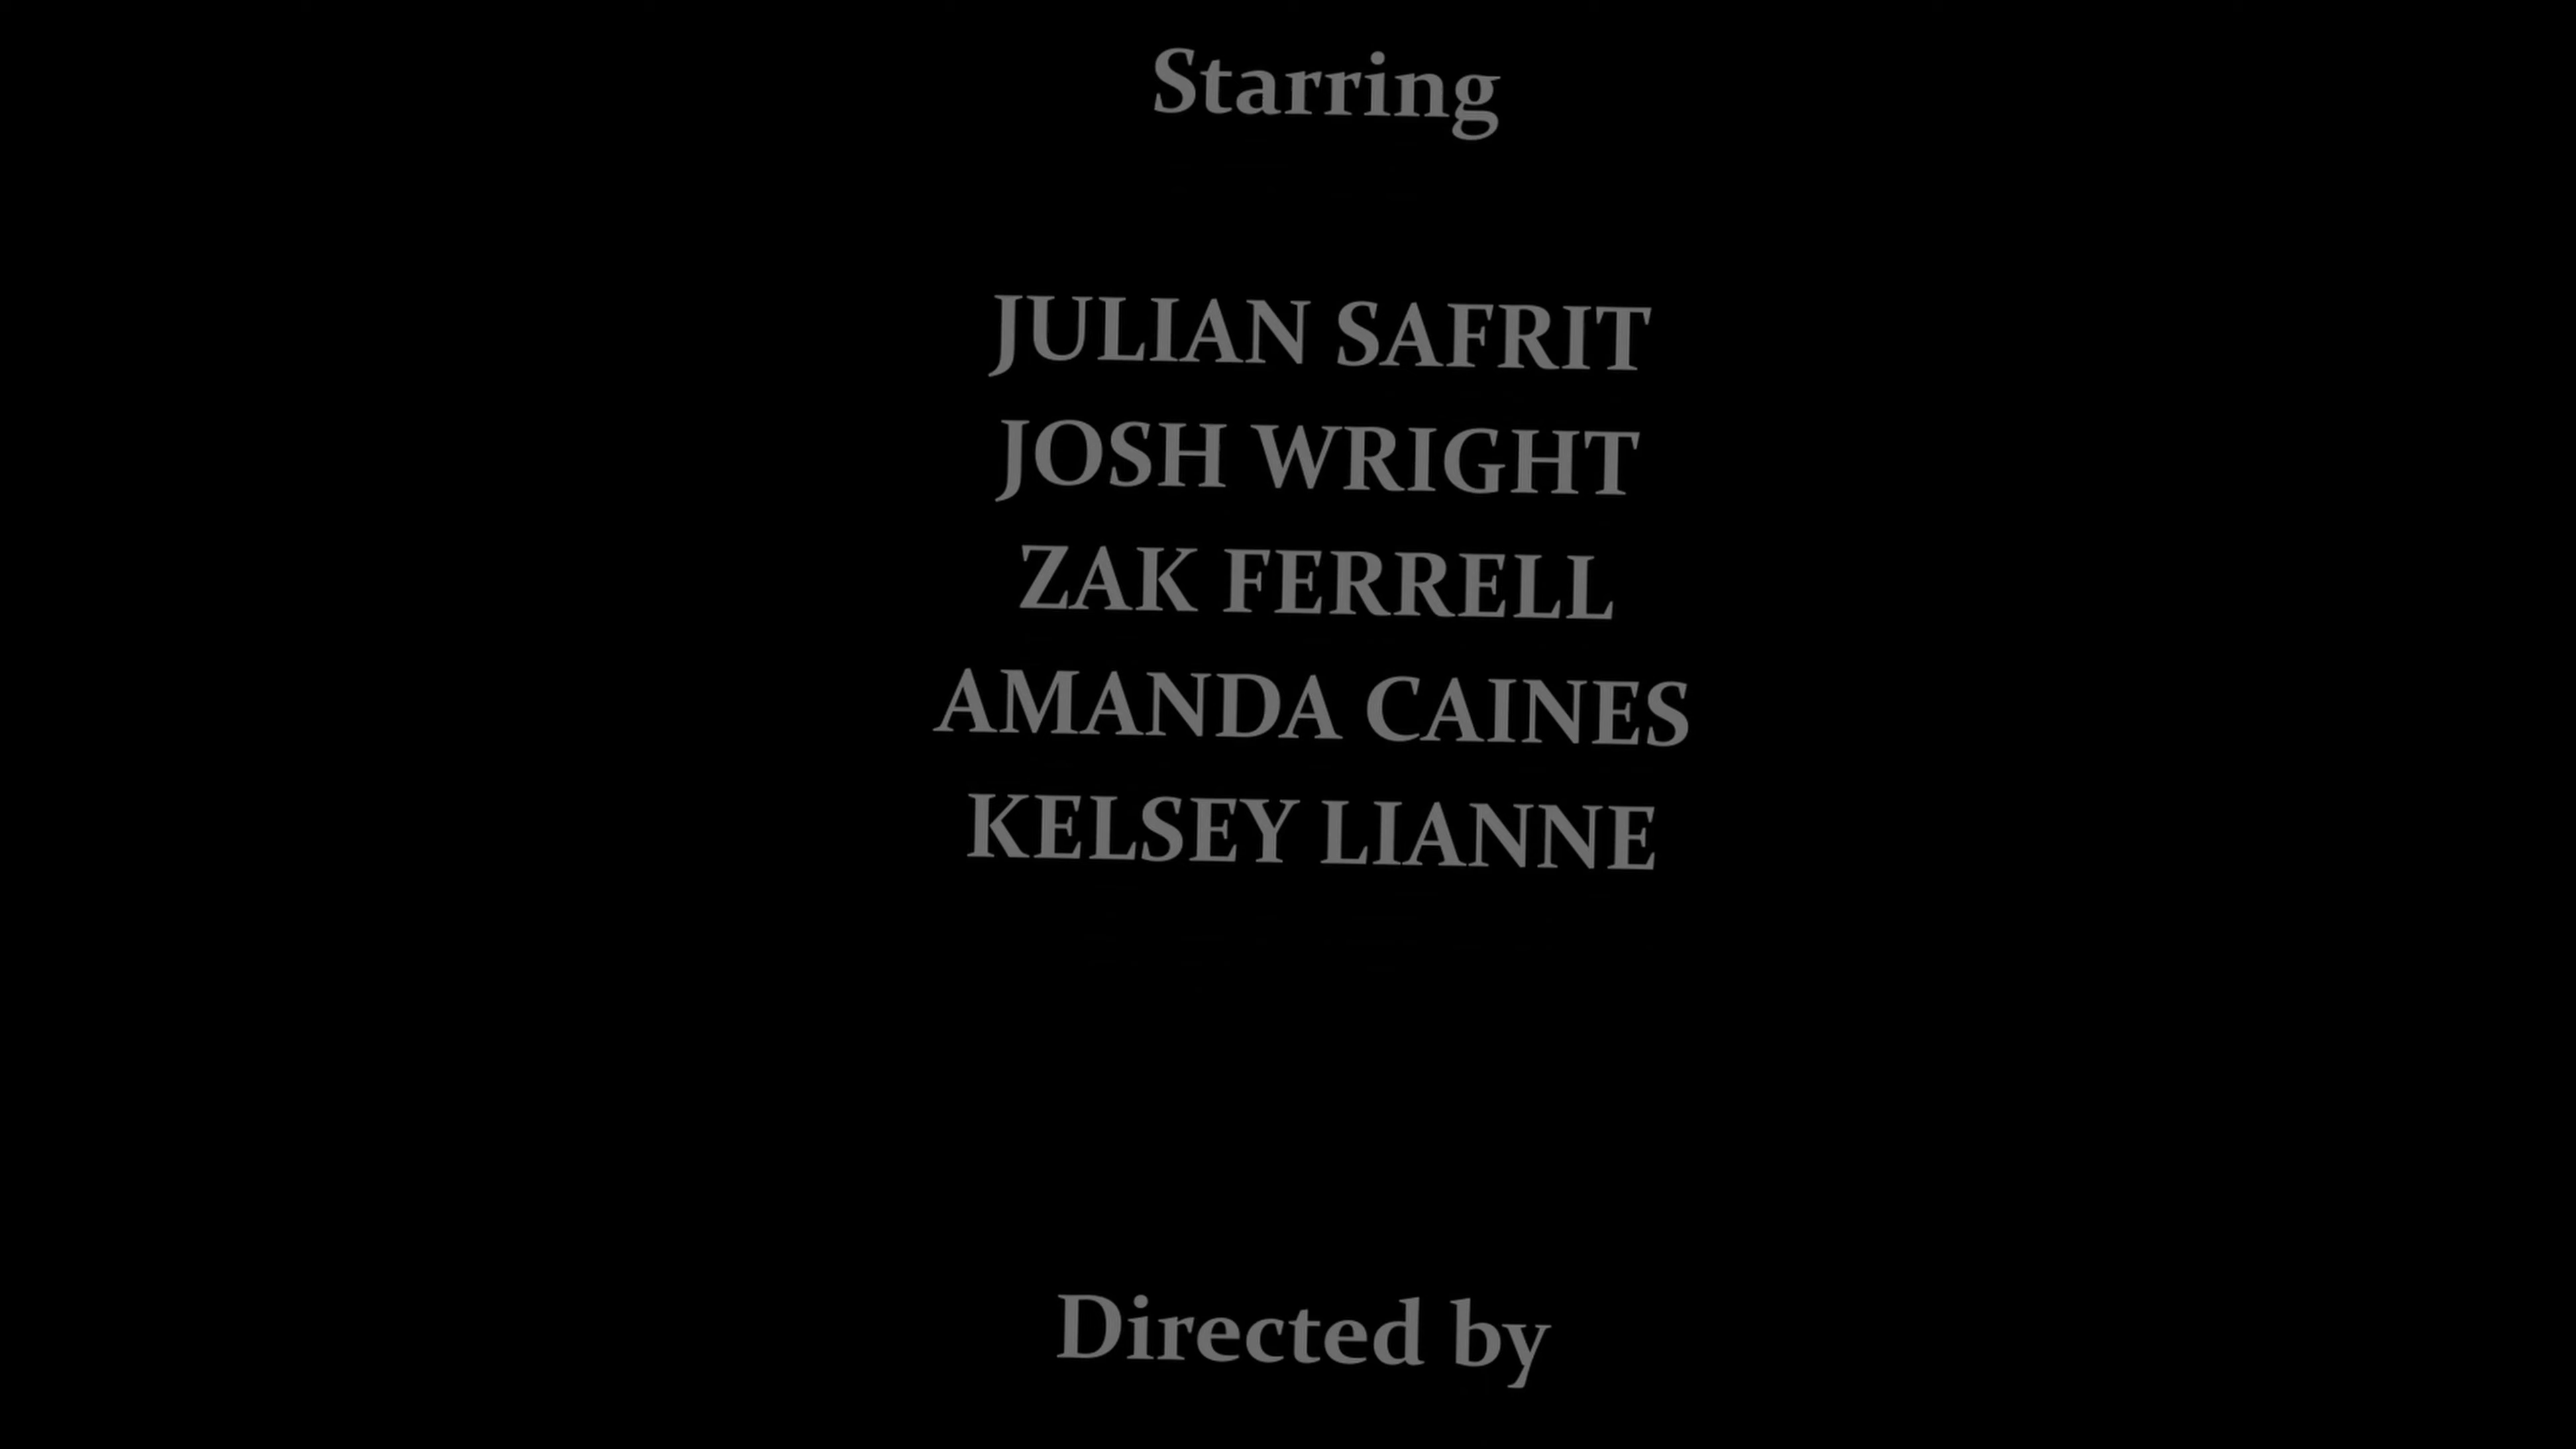 Starring
JULIAN SAFRIT
JOSH WRIGHT
ZAK FERRELL
AMANDA CAINES
KELSEY LIANNE
Directed by